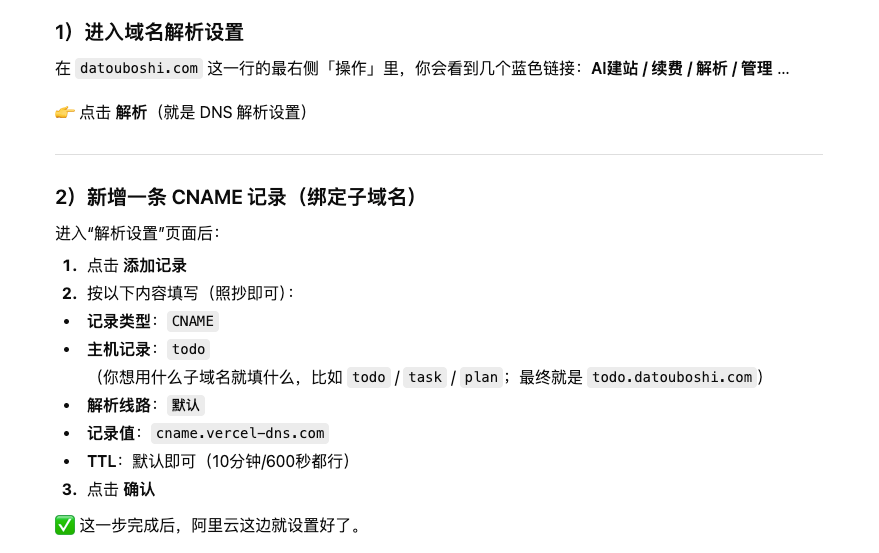 1）进入域名解析设置
在 datouboshi.com 这一行的最右侧「操作」里，你会看到几个蓝色链接：AI建站 / 续费 / 解析 / 管理 ...
👉 点击 解析（就是 DNS 解析设置）
2）新增一条 CNAME 记录（绑定子域名）
进入“解析设置”页面后：
1. 点击 添加记录
2. 按以下内容填写（照抄即可）：
• 记录类型：CNAME
• 主机记录：todo
（你想用什么子域名就填什么，比如 todo / task / plan；最终就是 todo.datouboshi.com）
• 解析线路：默认
• 记录值：cname.vercel-dns.com
• TTL：默认即可（10分钟/600秒都行）
3. 点击 确认
✅ 这一步完成后，阿里云这边就设置好了。